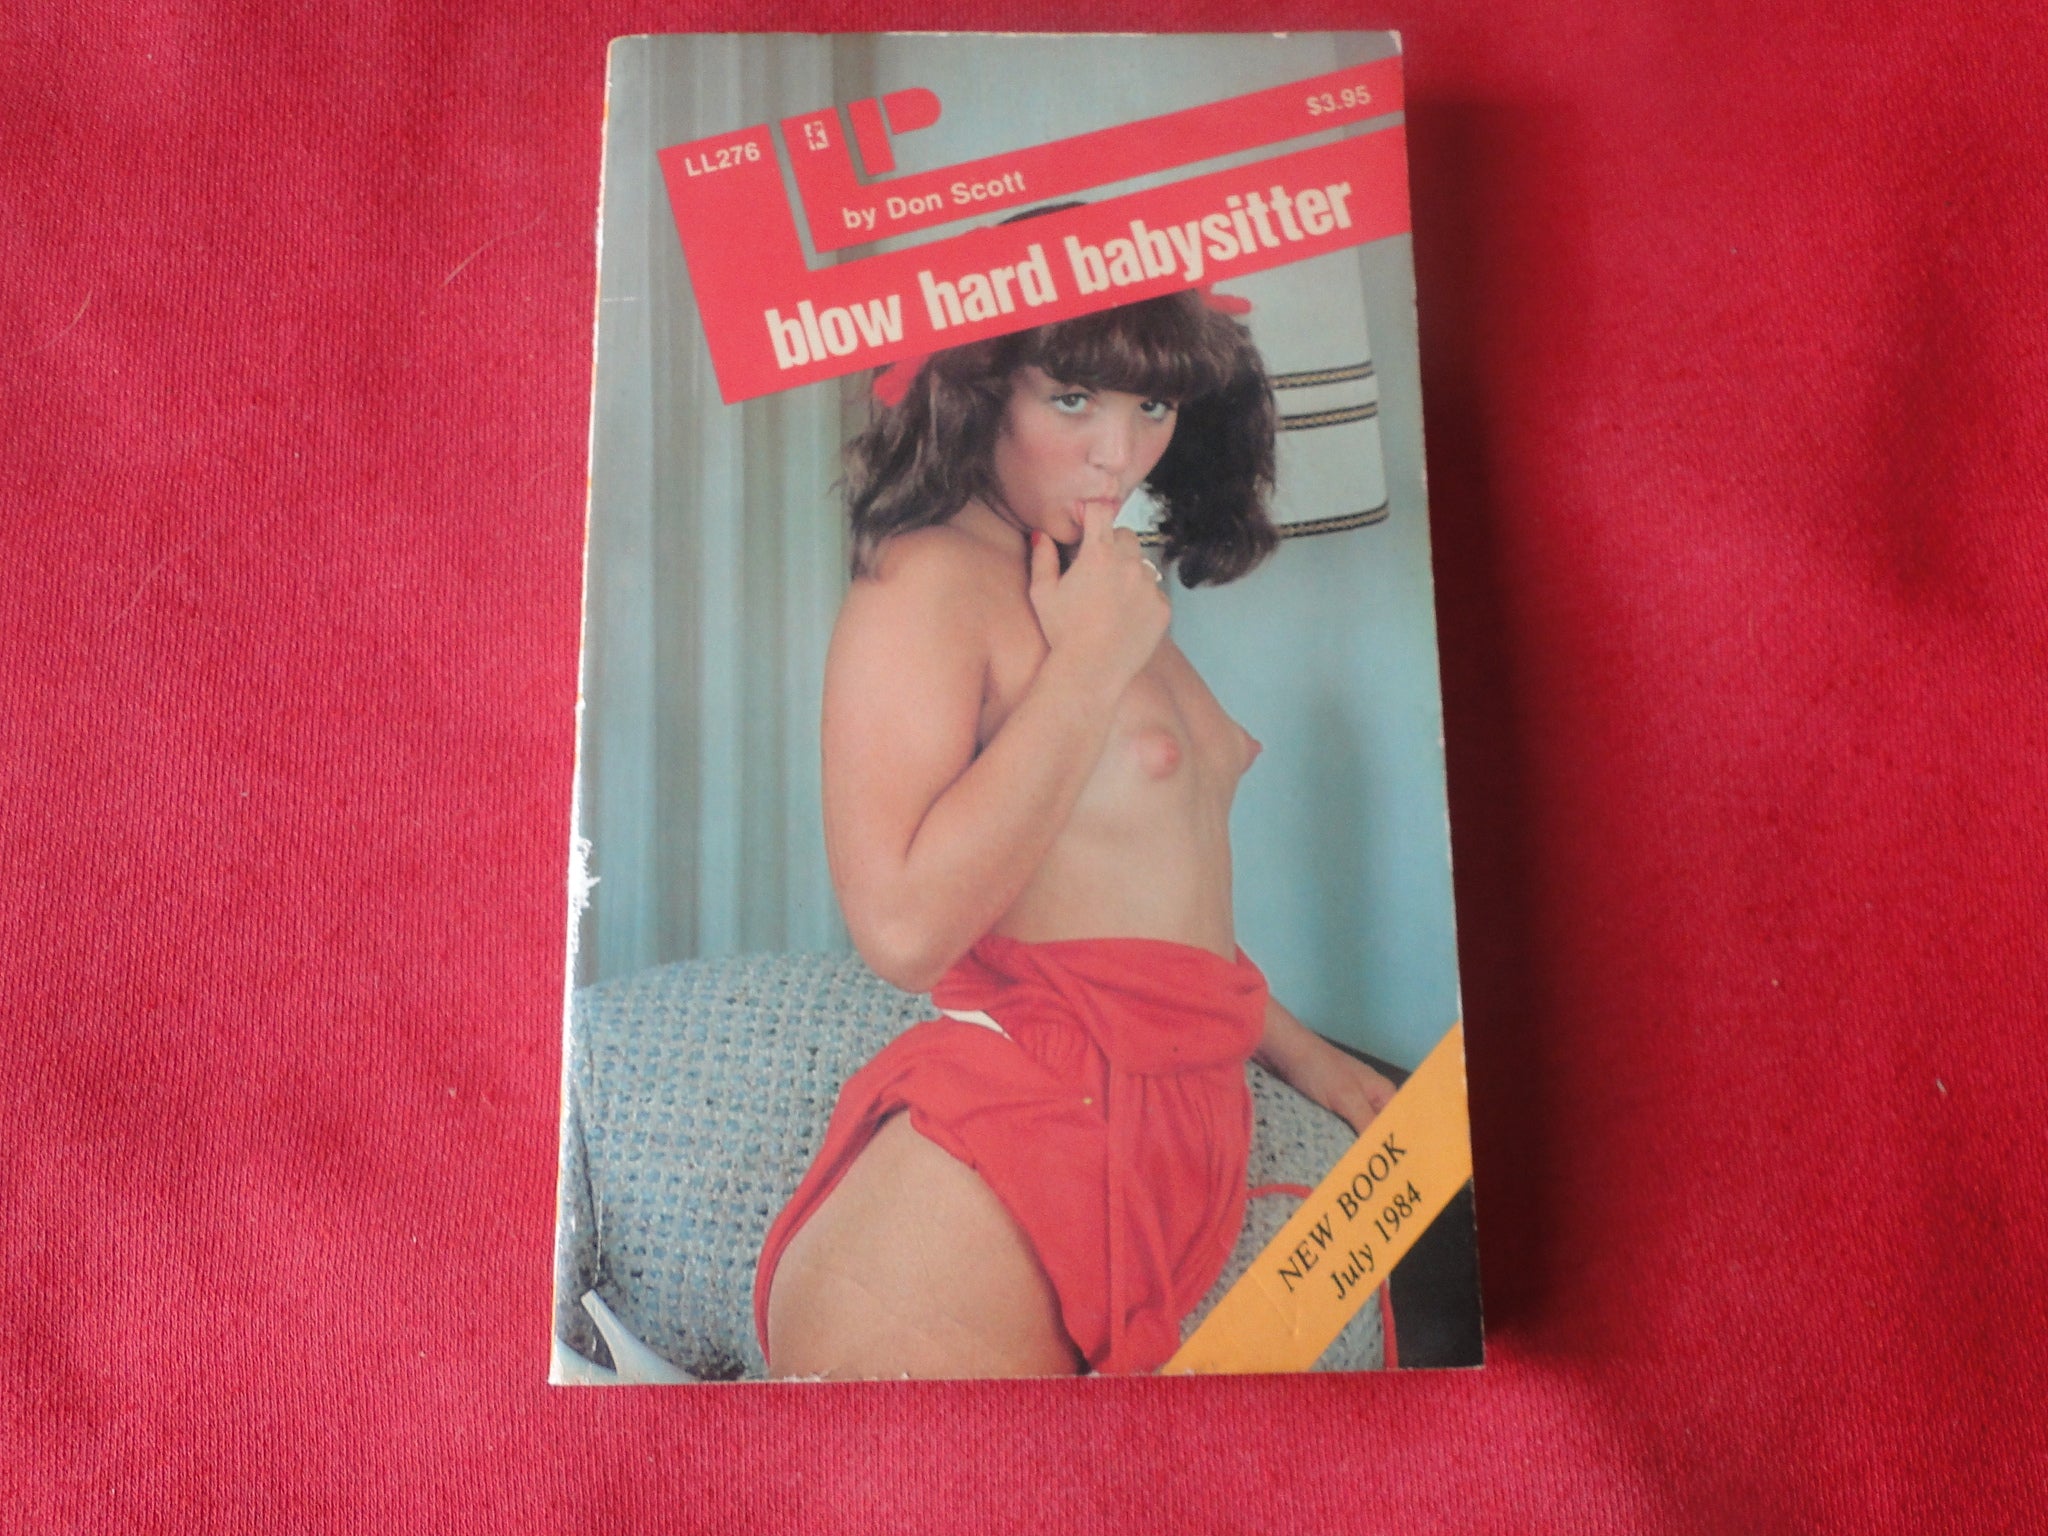 LL276
$3.95
by Don Scott
blow hard babysitter
NEW BOOK
July 1984